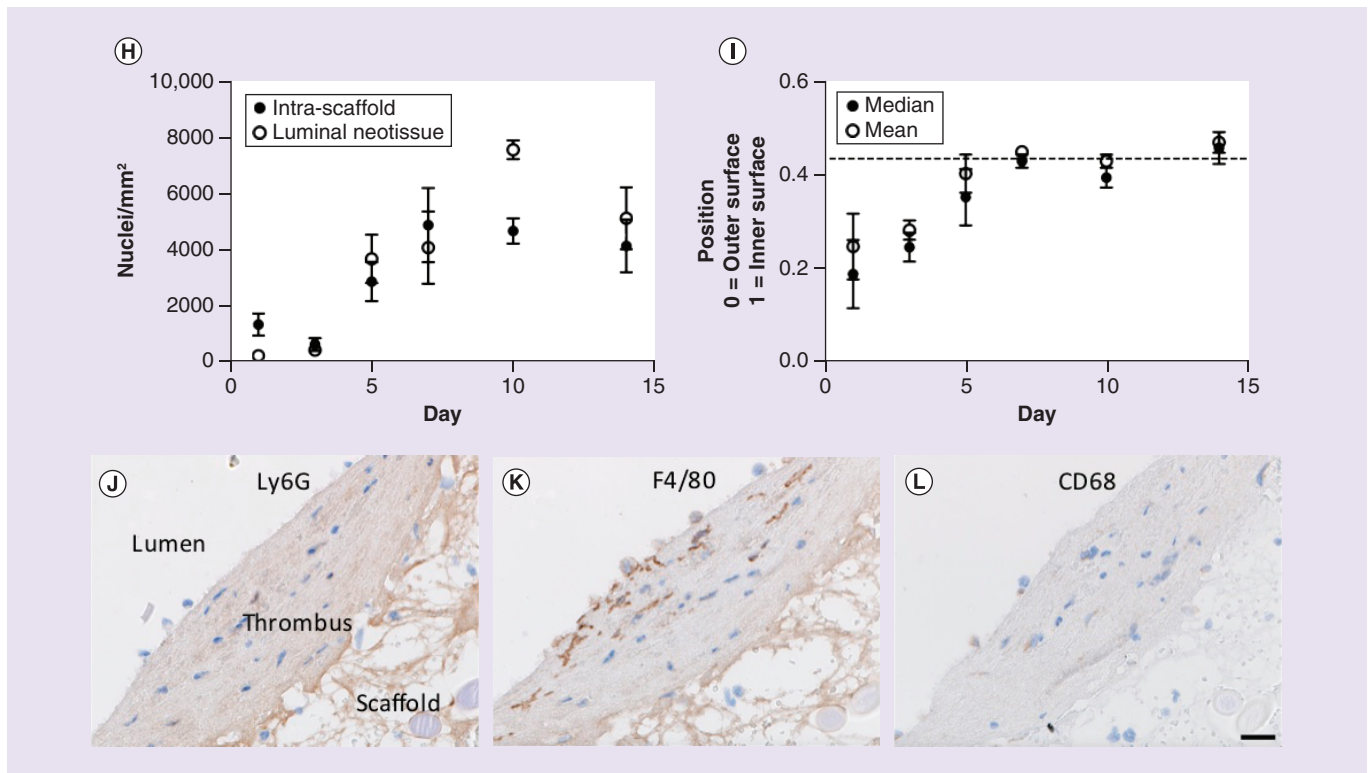 H
10,000
8000
6000
4000
2000
0
Nuclei/mm²
Intra-scaffold
Luminal neotissue
0 5 10 15
Day
I
0.6
0.4
0.2
0.0
Position
0 = Outer surface
1 = Inner surface
Median
Mean
0 5 10 15
Day
J
Ly6G
Lumen
Thrombus
Scaffold
K
F4/80
L
CD68